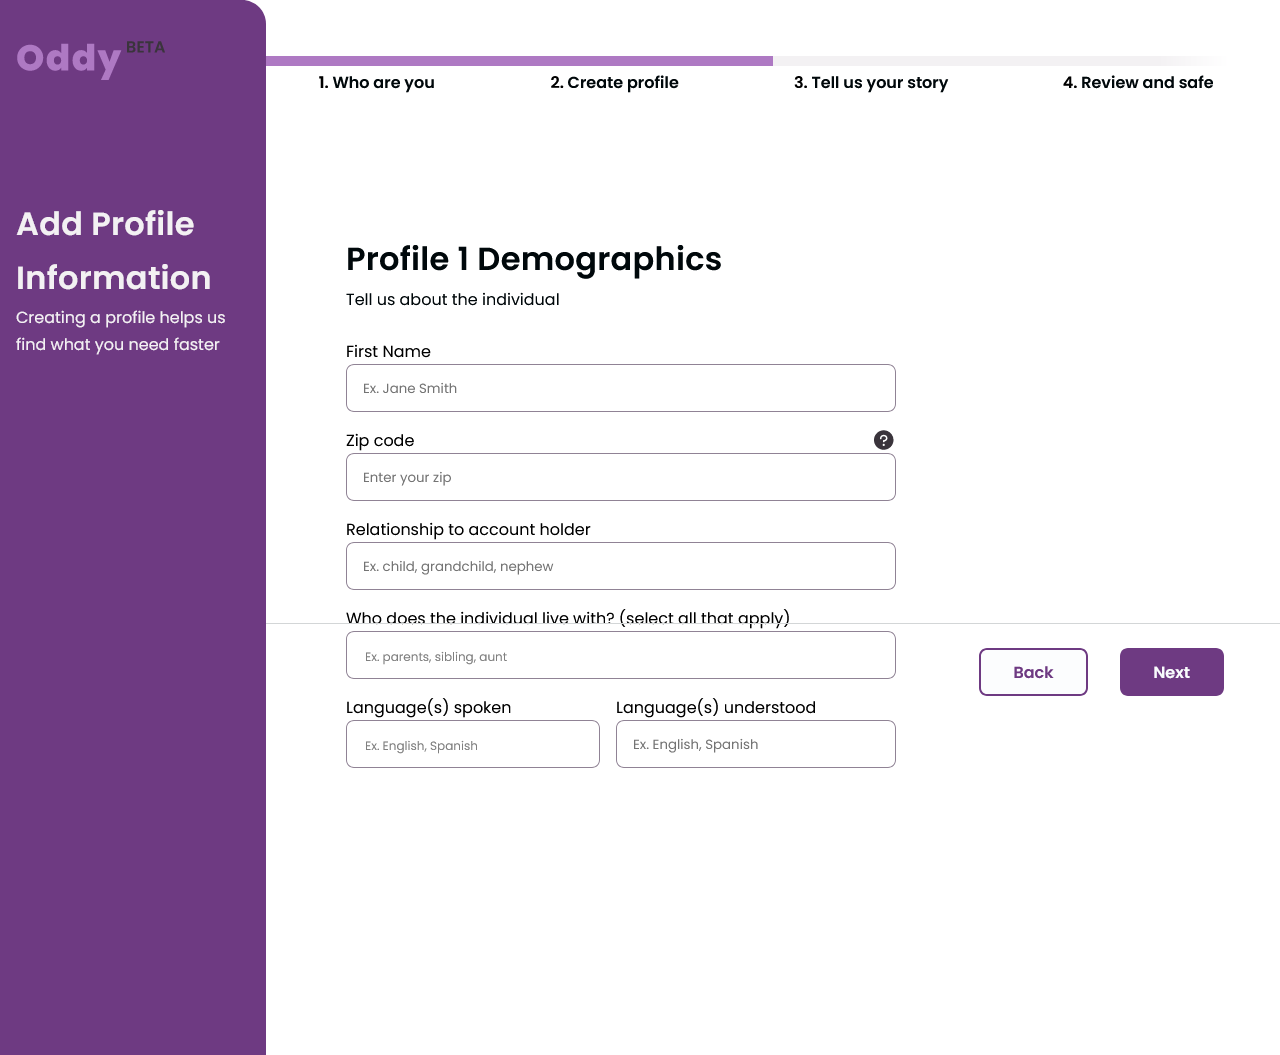 Oddy BETA
1. Who are you
2. Create profile
3. Tell us your story
4. Review and safe
Add Profile
Information
Creating a profile helps us
find what you need faster
Profile 1 Demographics
Tell us about the individual
First Name
Ex. Jane Smith
Zip code
?
Enter your zip
Relationship to account holder
Ex. child, grandchild, nephew
Who does the individual live with? (select all that apply)
Ex. parents, sibling, aunt
Back
Next
Language(s) spoken
Language(s) understood
Ex. English, Spanish
Ex. English, Spanish